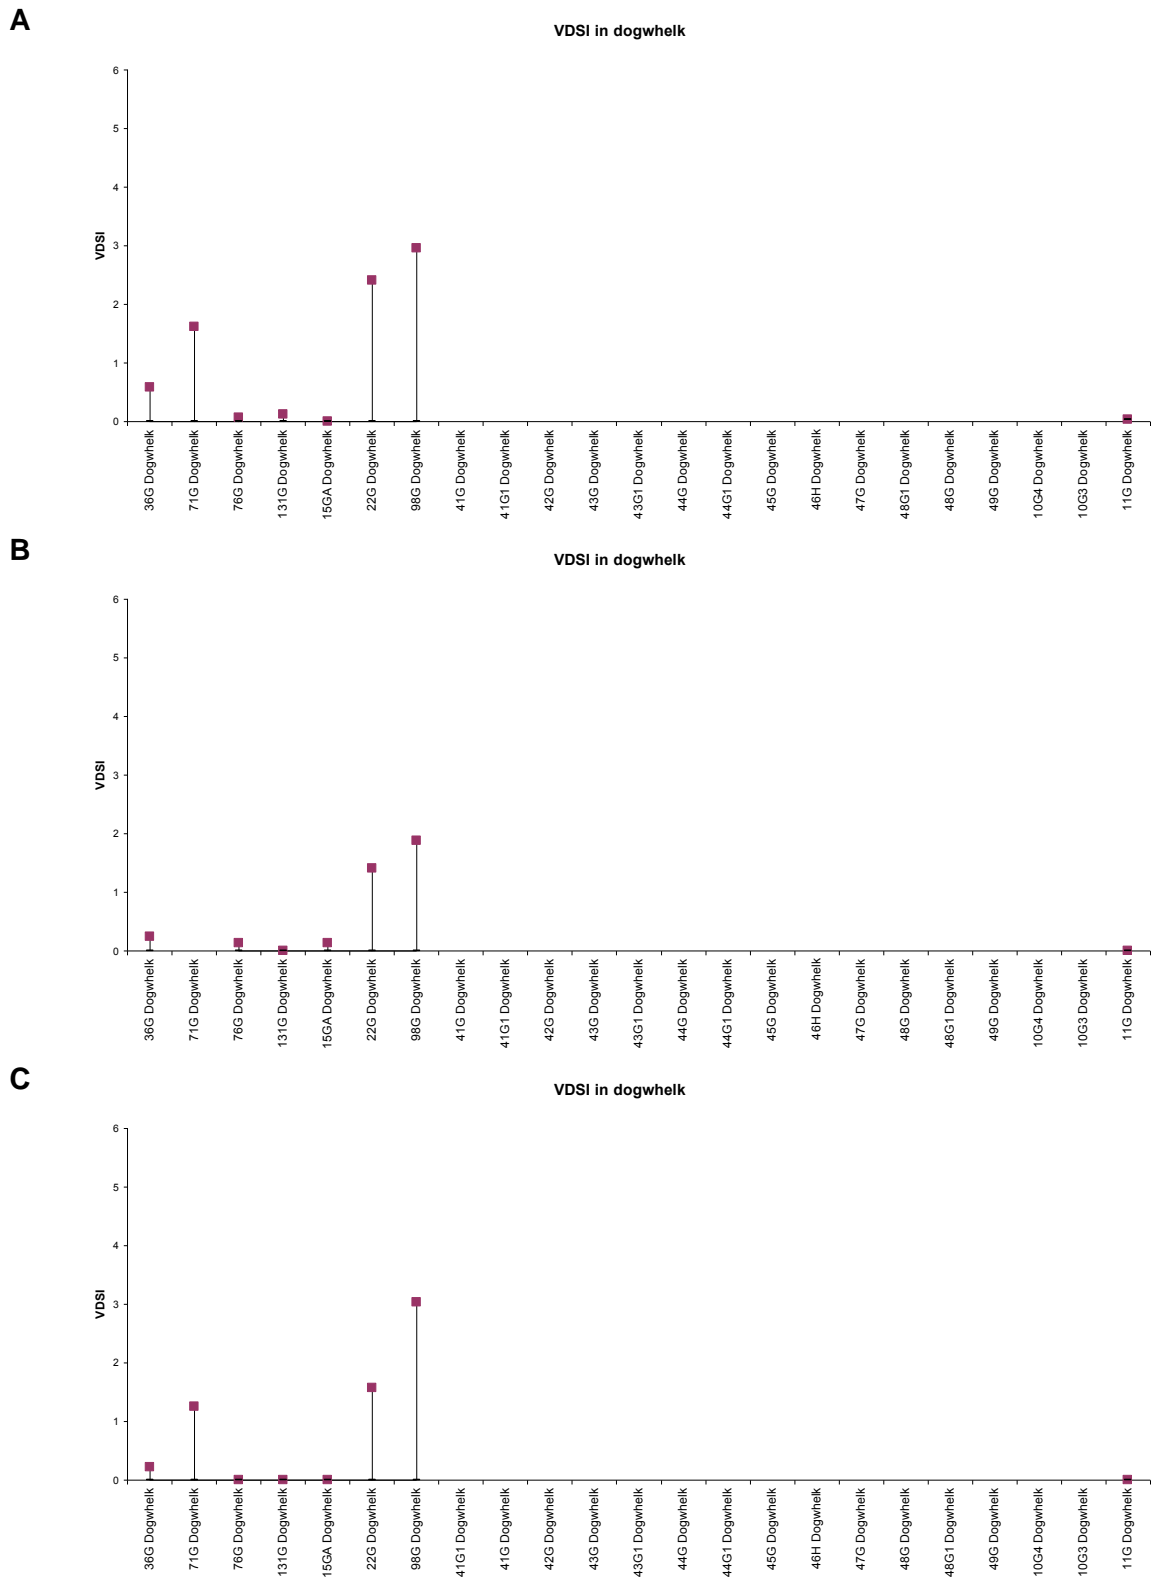 A
VDSI in dogwhelk
6
5
4
3
2
1
0
VDSI
36G Dogwhelk
71G Dogwhelk
76G Dogwhelk
131G Dogwhelk
15GA Dogwhelk
22G Dogwhelk
98G Dogwhelk
41G Dogwhelk
41G1 Dogwhelk
42G Dogwhelk
43G Dogwhelk
43G1 Dogwhelk
44G Dogwhelk
44G1 Dogwhelk
45G Dogwhelk
46H Dogwhelk
47G Dogwhelk
48G1 Dogwhelk
48G Dogwhelk
49G Dogwhelk
10G4 Dogwhelk
10G3 Dogwhelk
11G Dogwhelk
B
VDSI in dogwhelk
6
5
4
3
2
1
0
VDSI
36G Dogwhelk
71G Dogwhelk
76G Dogwhelk
131G Dogwhelk
15GA Dogwhelk
22G Dogwhelk
98G Dogwhelk
41G Dogwhelk
41G1 Dogwhelk
42G Dogwhelk
43G Dogwhelk
43G1 Dogwhelk
44G Dogwhelk
44G1 Dogwhelk
45G Dogwhelk
46H Dogwhelk
47G Dogwhelk
48G Dogwhelk
48G1 Dogwhelk
49G Dogwhelk
10G4 Dogwhelk
10G3 Dogwhelk
11G Dogwhelk
C
VDSI in dogwhelk
6
5
4
3
2
1
0
VDSI
36G Dogwhelk
71G Dogwhelk
76G Dogwhelk
131G Dogwhelk
15GA Dogwhelk
22G Dogwhelk
98G Dogwhelk
41G1 Dogwhelk
41G Dogwhelk
42G Dogwhelk
43G Dogwhelk
43G1 Dogwhelk
44G Dogwhelk
44G1 Dogwhelk
45G Dogwhelk
46H Dogwhelk
47G Dogwhelk
48G Dogwhelk
48G1 Dogwhelk
49G Dogwhelk
10G4 Dogwhelk
10G3 Dogwhelk
11G Dogwhelk